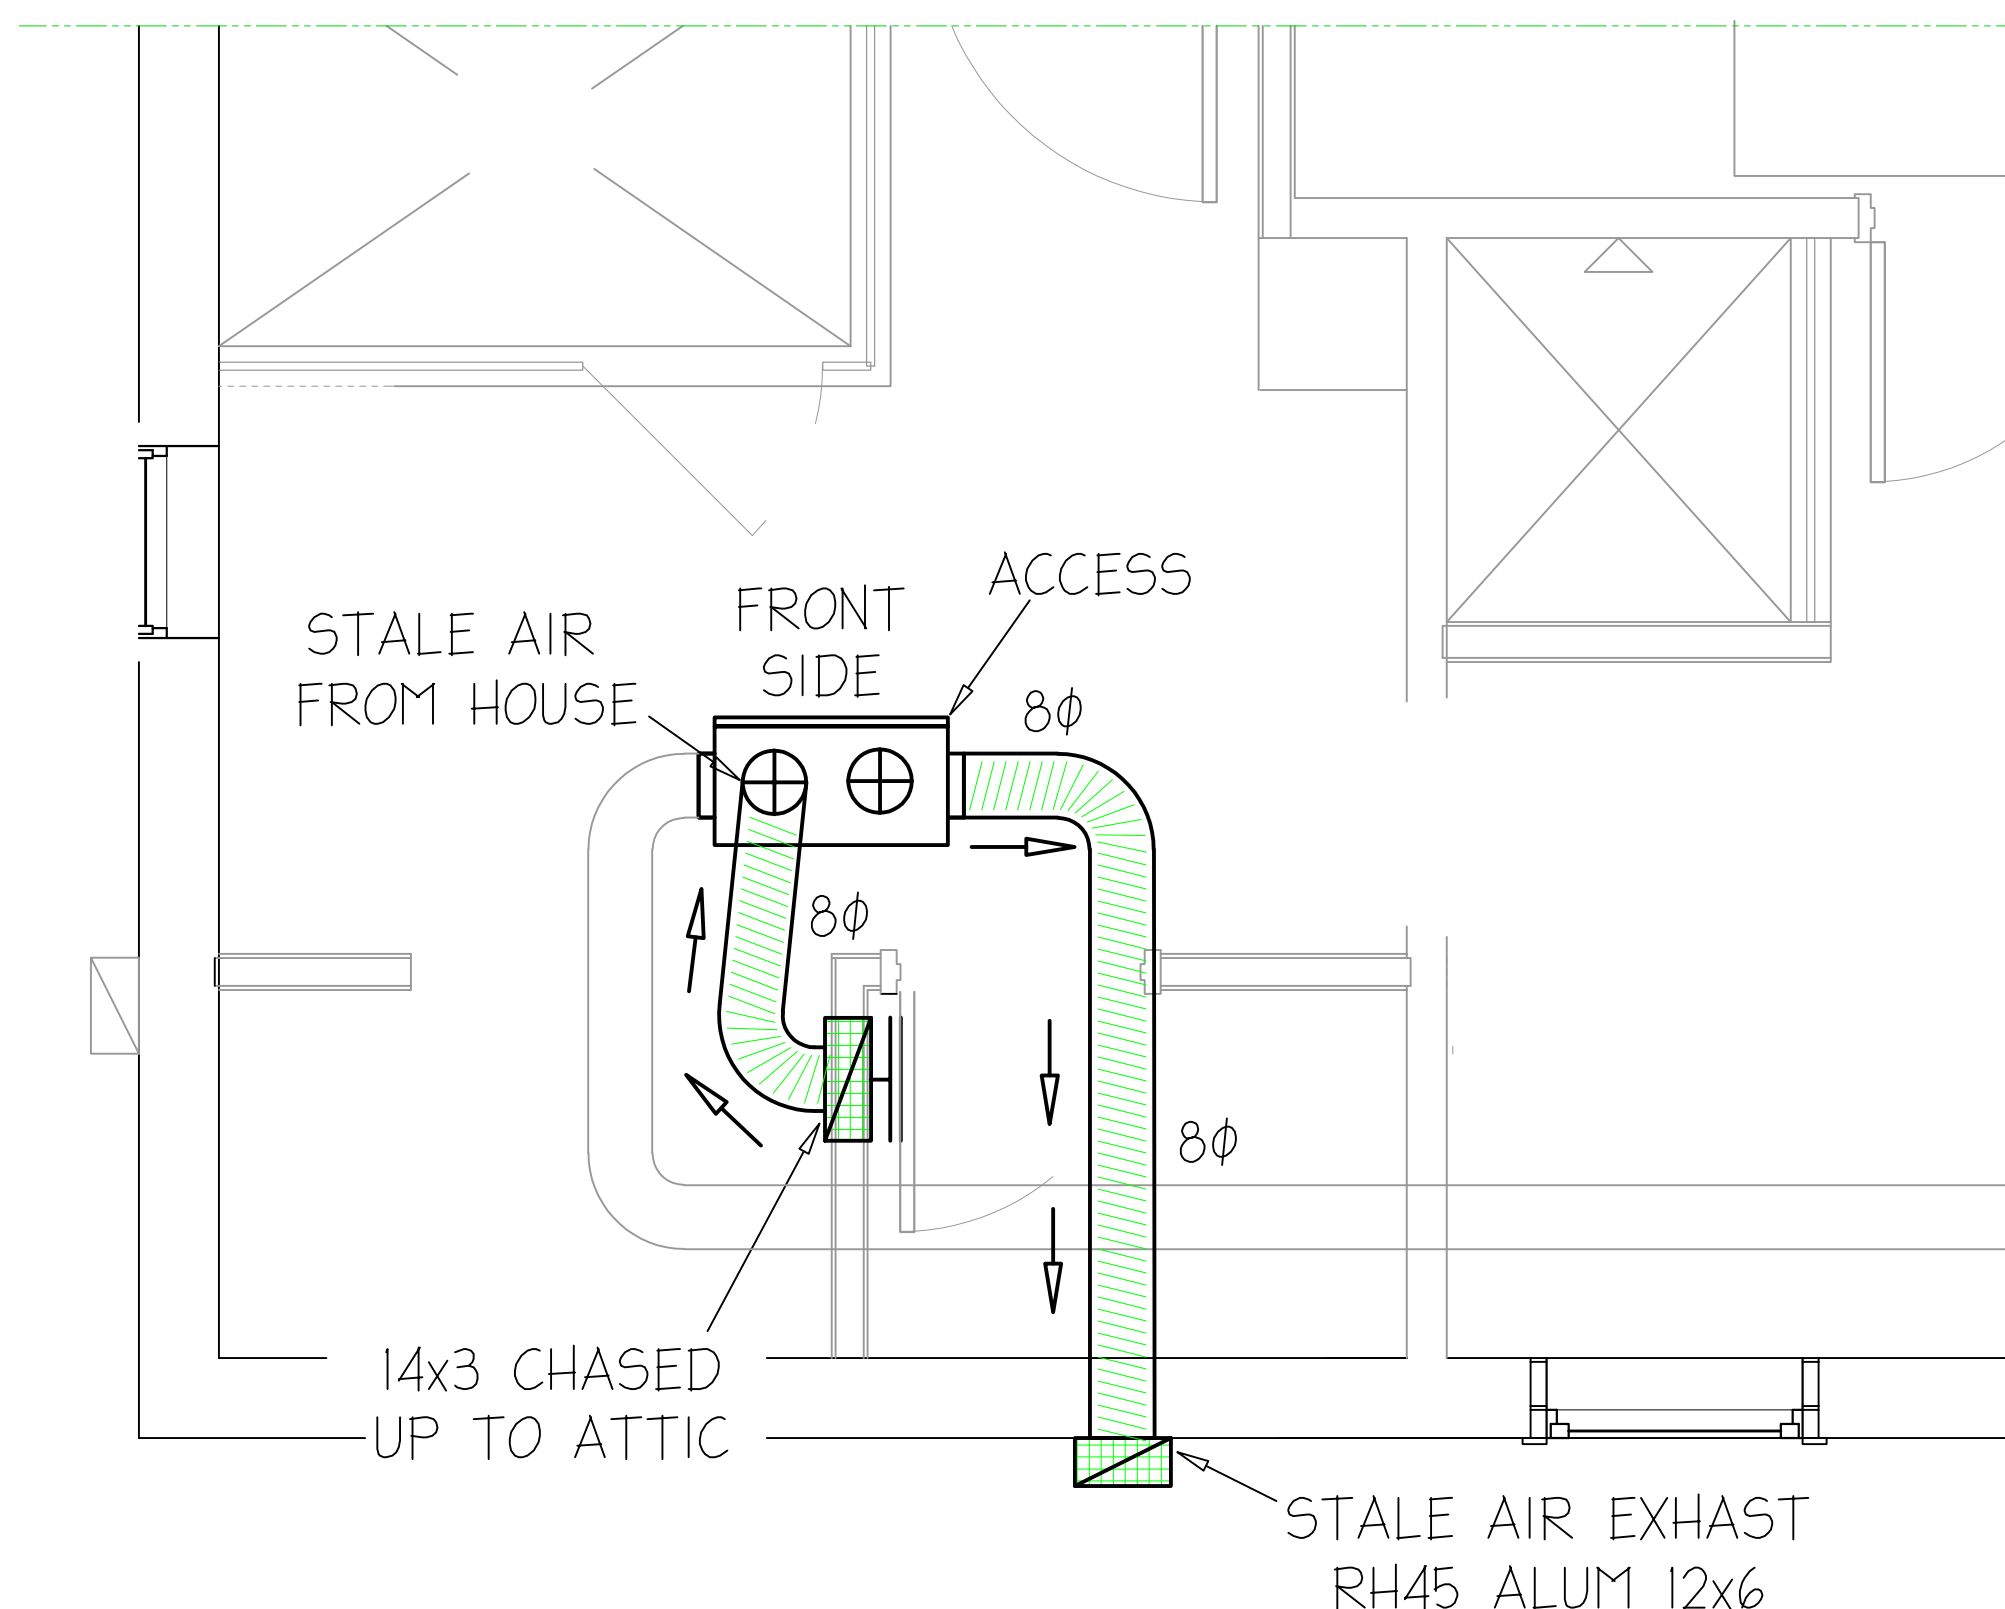 ACCESS
FRONT
SIDE
STALE AIR
FROM HOUSE
8ϕ
8ϕ
8ϕ
14x3 CHASED
UP TO ATTIC
STALE AIR EXHAST
RH45 ALUM 12x6